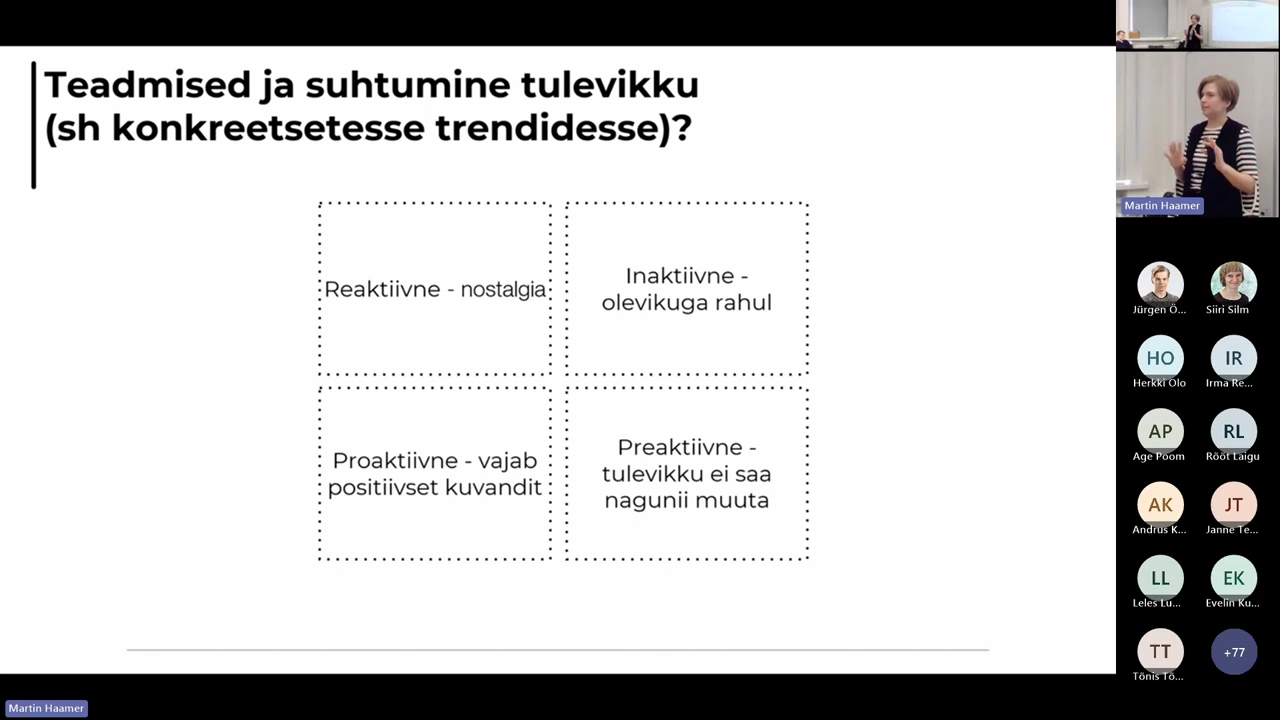 Teadmised ja suhtumine tulevikku
(sh konkreetsetesse trendidesse)?
Reaktiivne - nostalgia
Inaktiivne -
olevikuga rahul
Proaktiivne - vajab
positiivset kuvandit
Preaktiivne -
tulevikku ei saa
nagunii muuta
Martin Haamer
Jürgen Ö...
Siiri Silm
HO
IR
Herkki Olo
Irma Re...
AP
RL
Age Poom
Rööt Laigu
AK
JT
Andrus K...
Janne Te...
LL
EK
Leles Lu...
Evelin Ku...
TT
+77
Tõnis Tõ...
Martin Haamer